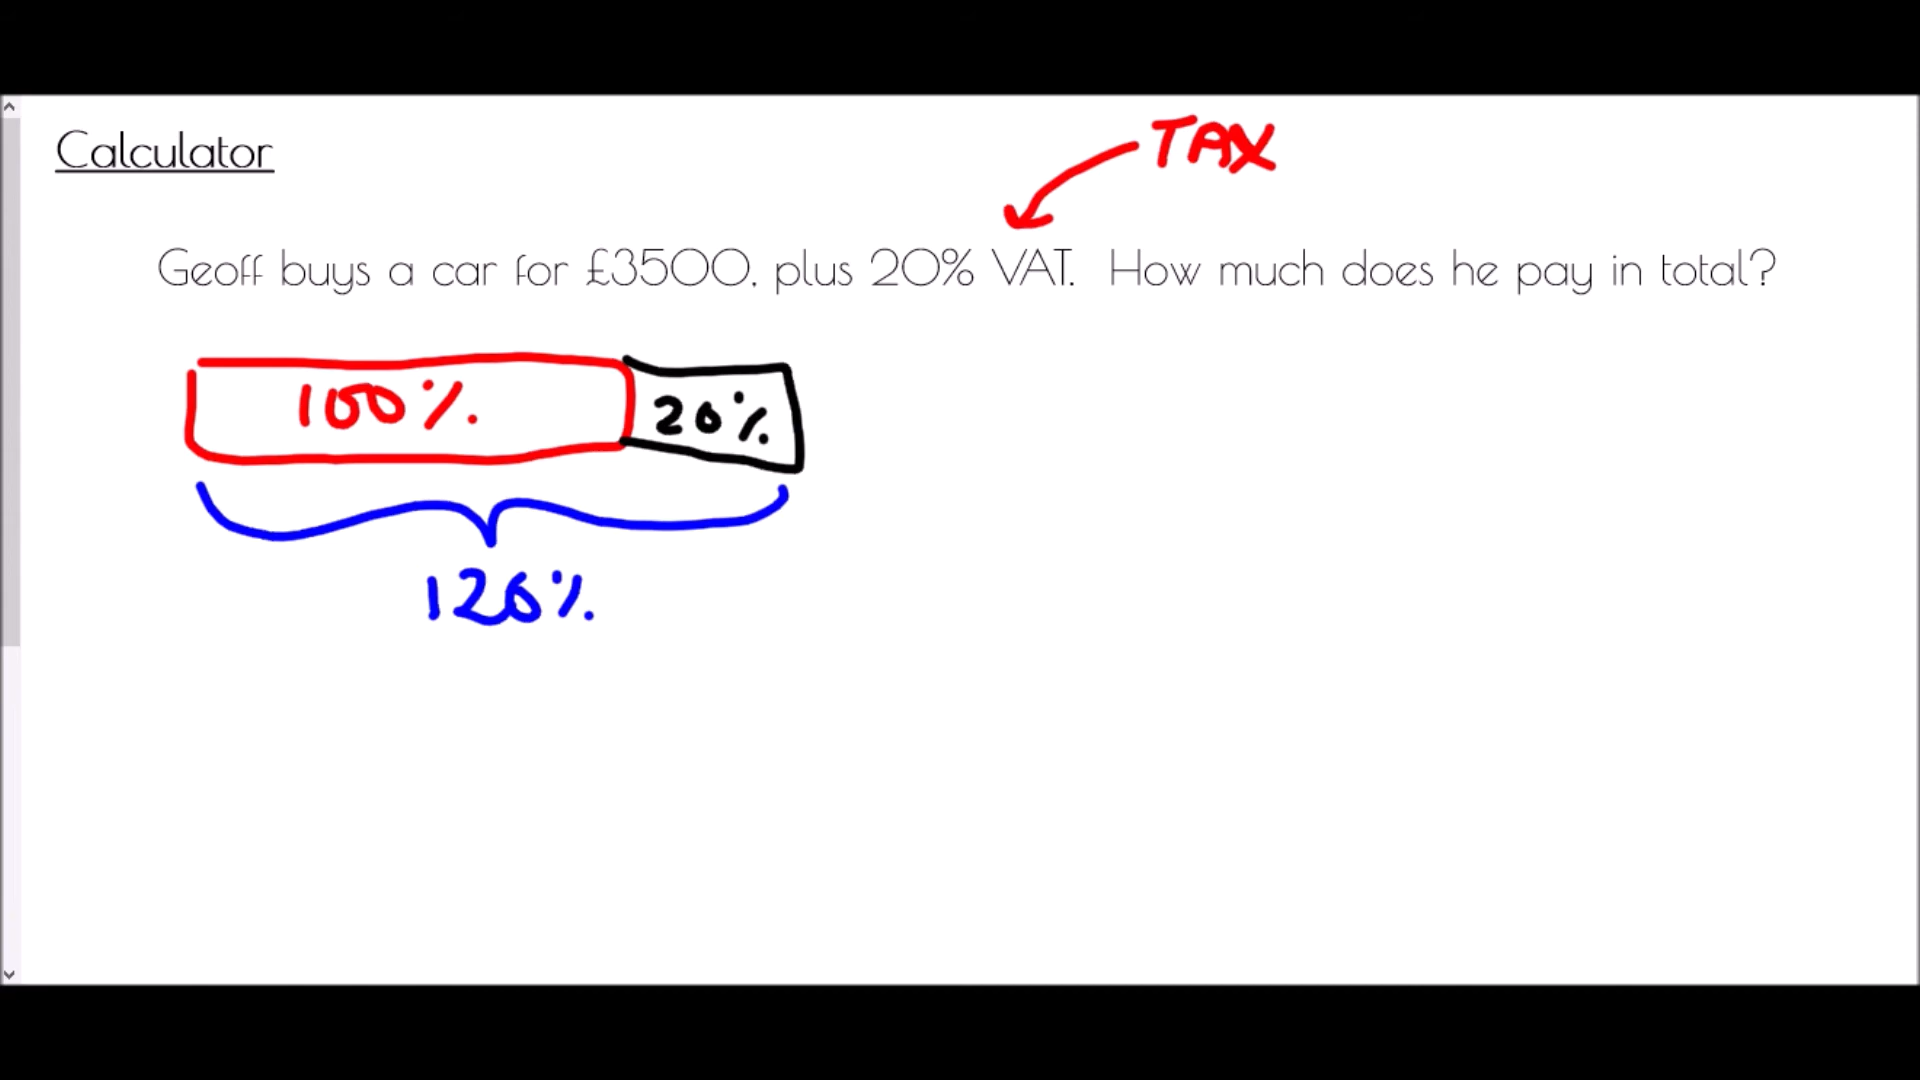 Calculator
TAX
Geoff buys a car for £3500, plus 20% VAT. How much does he pay in total?
100%
20%
120%